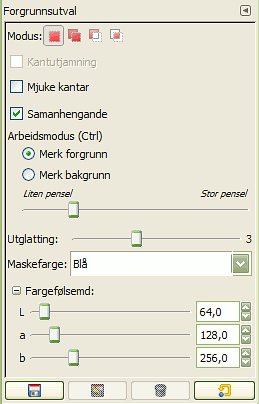 Forgrunnsutval
Modus:
Kantutjamning
Mjuke kantar
Samanhengande
Arbeidsmodus (Ctrl)
Merk forgrunn
Merk bakgrunn
Liten pensel Stor pensel
Utglatting: 3
Maskefarge: Blå
Fargefølsemd:
L 64,0
a 128,0
b 256,0